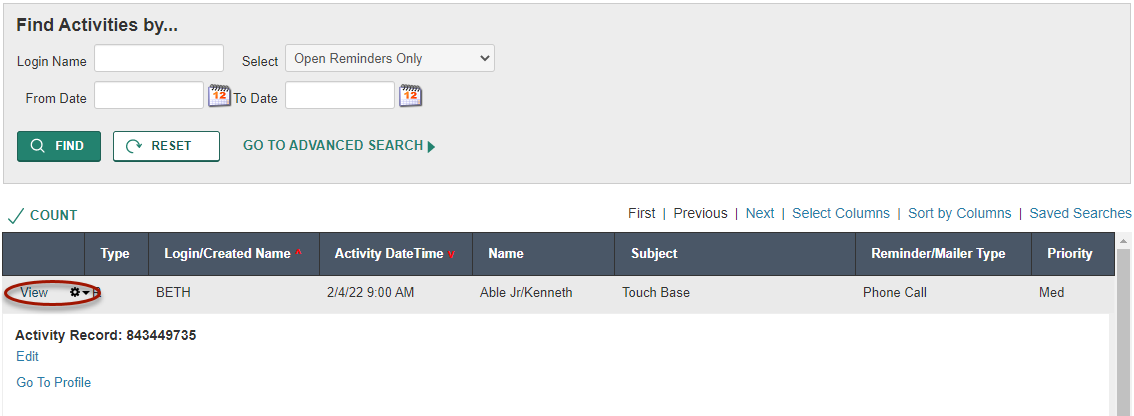 Find Activities by...
Login Name Select Open Reminders Only
From Date 12 To Date 12
FIND RESET GO TO ADVANCED SEARCH
COUNT First | Previous | Next | Select Columns | Sort by Columns | Saved Searches
Type Login/Created Name ^ Activity DateTime v Name Subject Reminder/Mailer Type Priority
View BETH 2/4/22 9:00 AM Able Jr/Kenneth Touch Base Phone Call Med
Activity Record: 843449735
Edit
Go To Profile